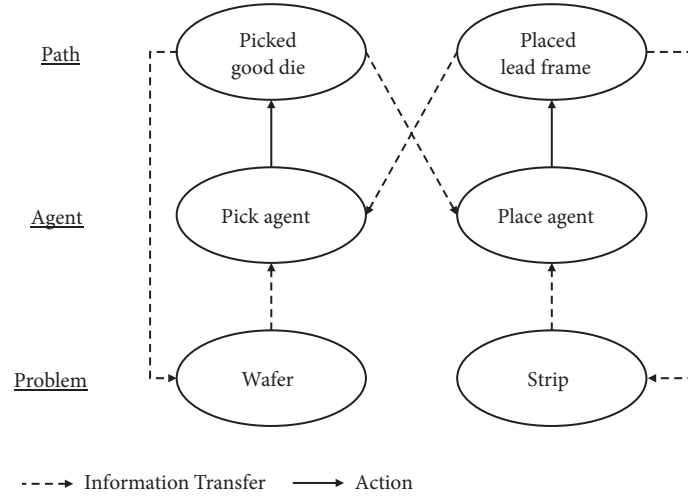 Path
Picked
good die
Placed
lead frame
Agent
Pick agent
Place agent
Problem
Wafer
Strip
Information Transfer
Action